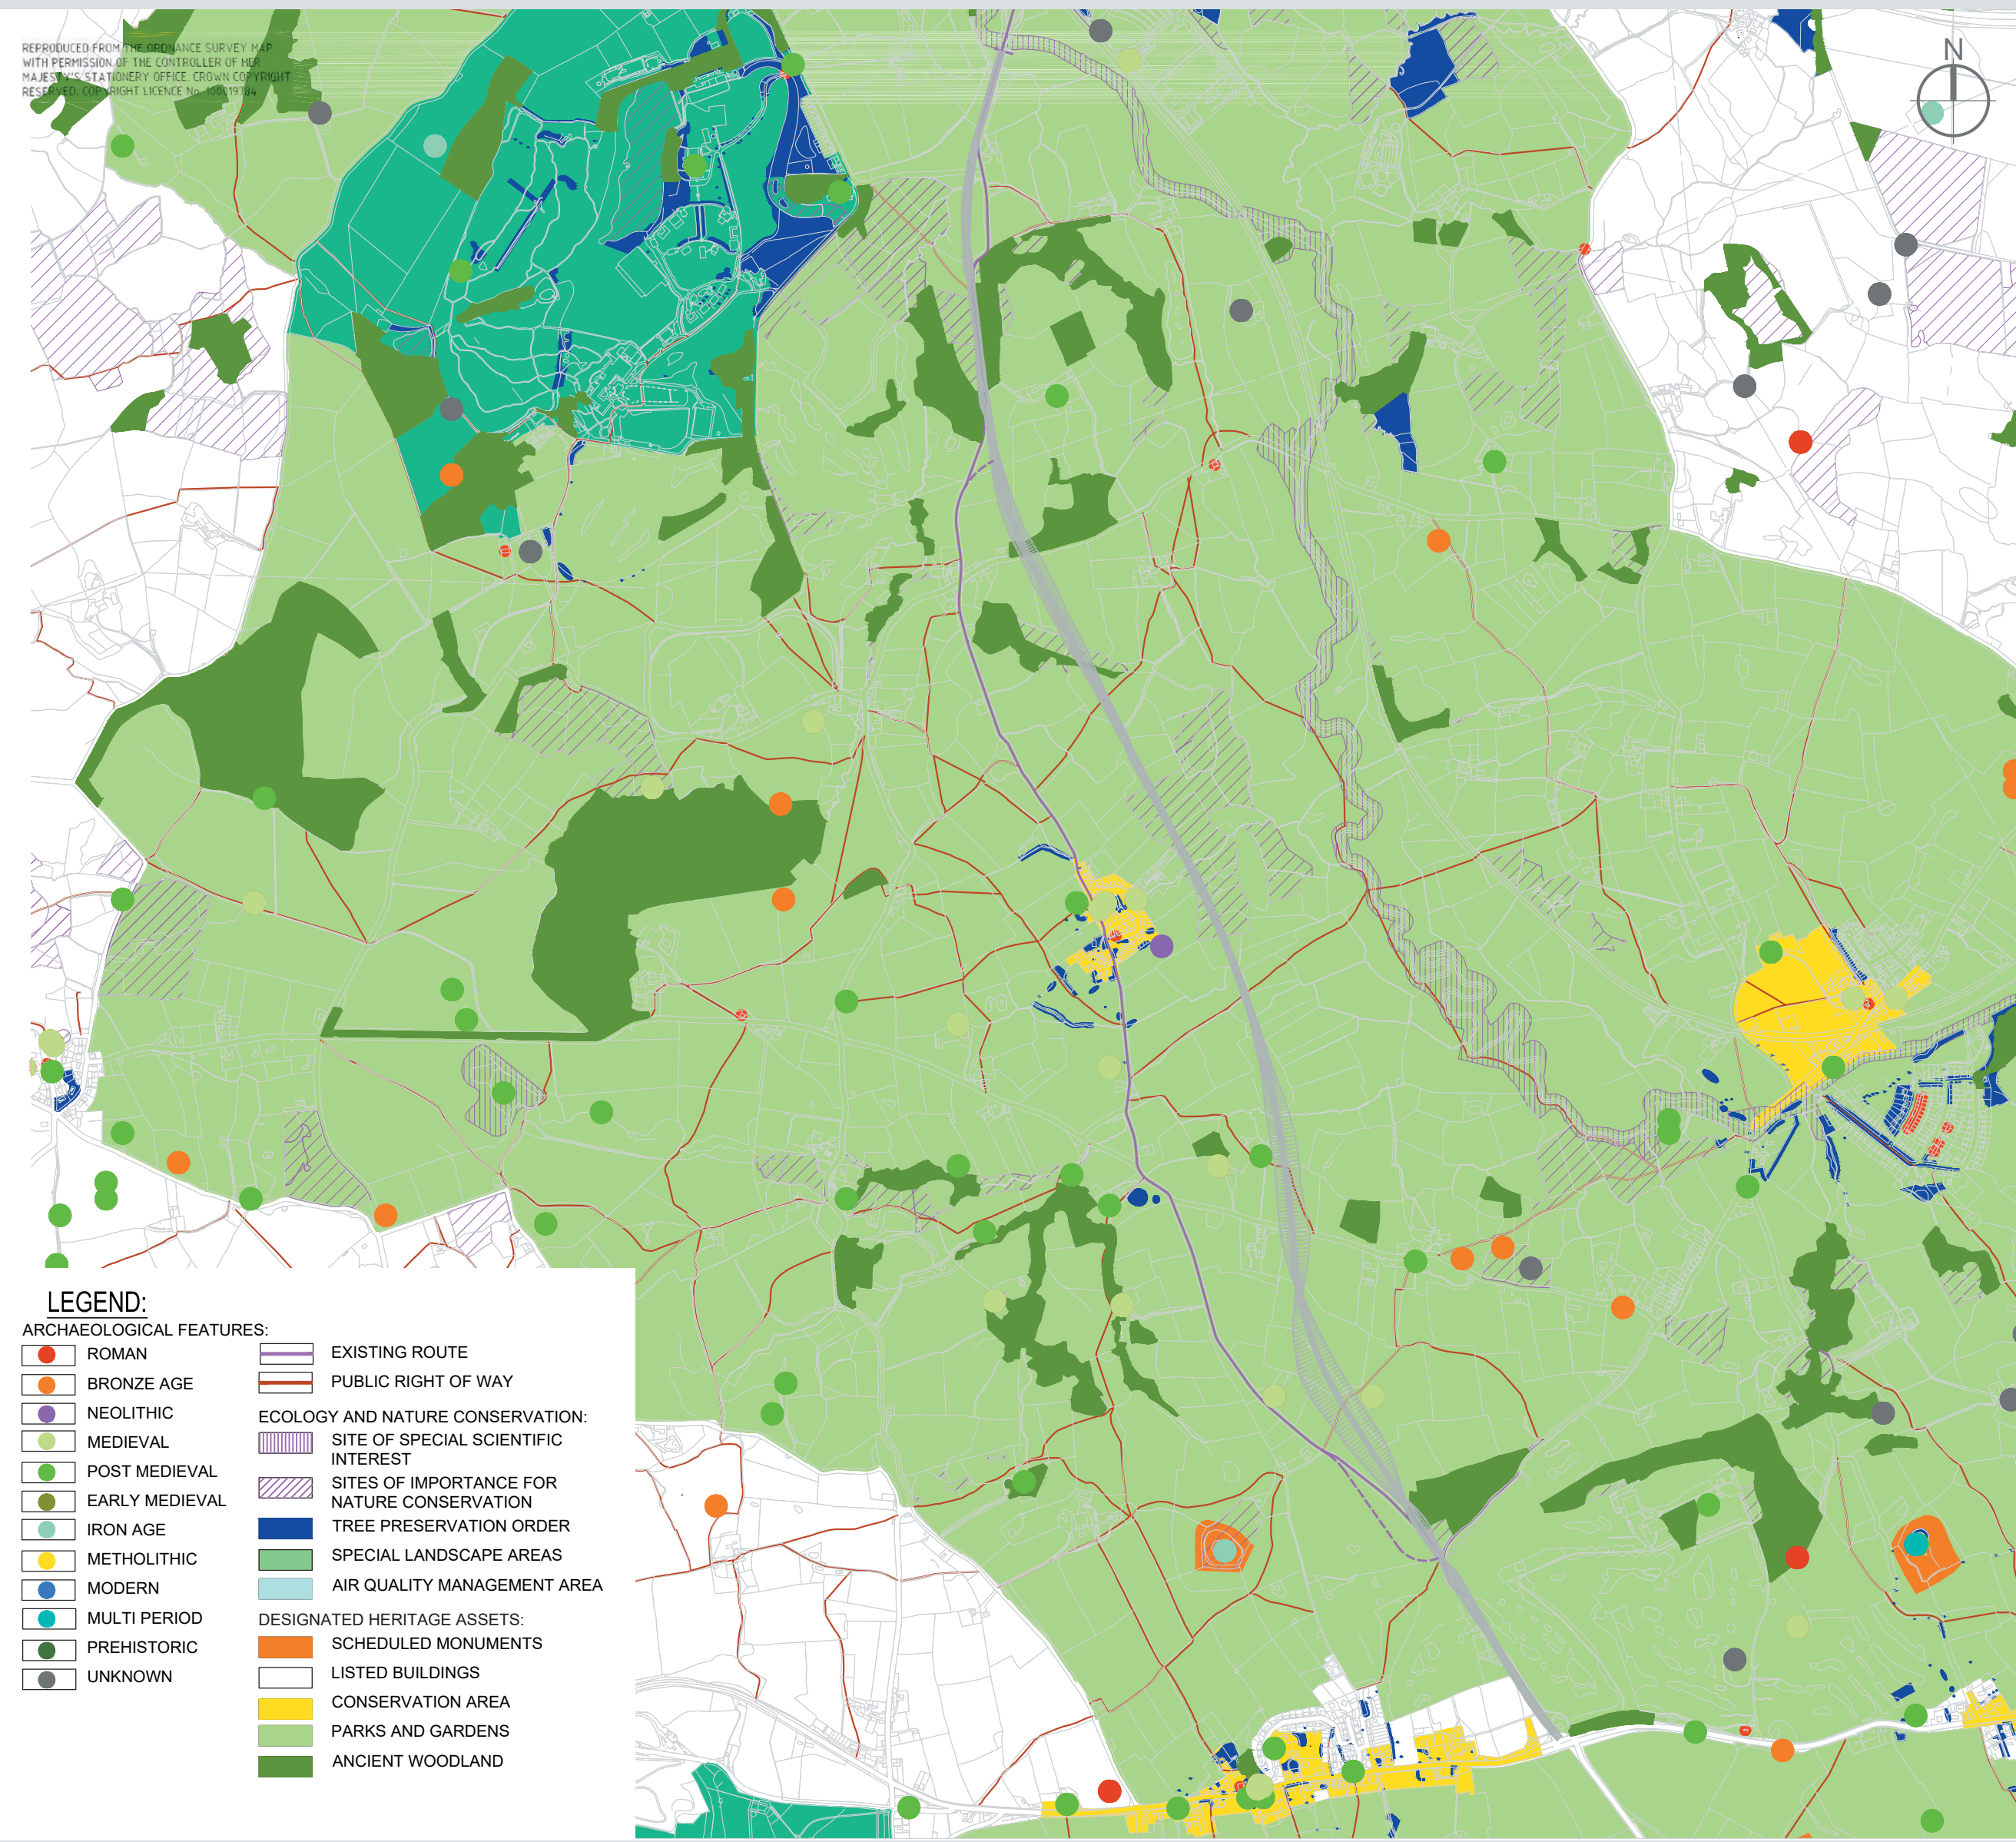 REPRODUCED FROM THE ORDNANCE SURVEY MAP
WITH PERMISSION OF THE CONTROLLER OF HER
MAJESTY'S STATIONERY OFFICE. CROWN COPYRIGHT
RESERVED. COPYRIGHT LICENCE No. 100019784
N
LEGEND:
ARCHAEOLOGICAL FEATURES:
ROMAN
BRONZE AGE
NEOLITHIC
MEDIEVAL
POST MEDIEVAL
EARLY MEDIEVAL
IRON AGE
METHOLITHIC
MODERN
MULTI PERIOD
PREHISTORIC
UNKNOWN
EXISTING ROUTE
PUBLIC RIGHT OF WAY
ECOLOGY AND NATURE CONSERVATION:
SITE OF SPECIAL SCIENTIFIC
INTEREST
SITES OF IMPORTANCE FOR
NATURE CONSERVATION
TREE PRESERVATION ORDER
SPECIAL LANDSCAPE AREAS
AIR QUALITY MANAGEMENT AREA
DESIGNATED HERITAGE ASSETS:
SCHEDULED MONUMENTS
LISTED BUILDINGS
CONSERVATION AREA
PARKS AND GARDENS
ANCIENT WOODLAND